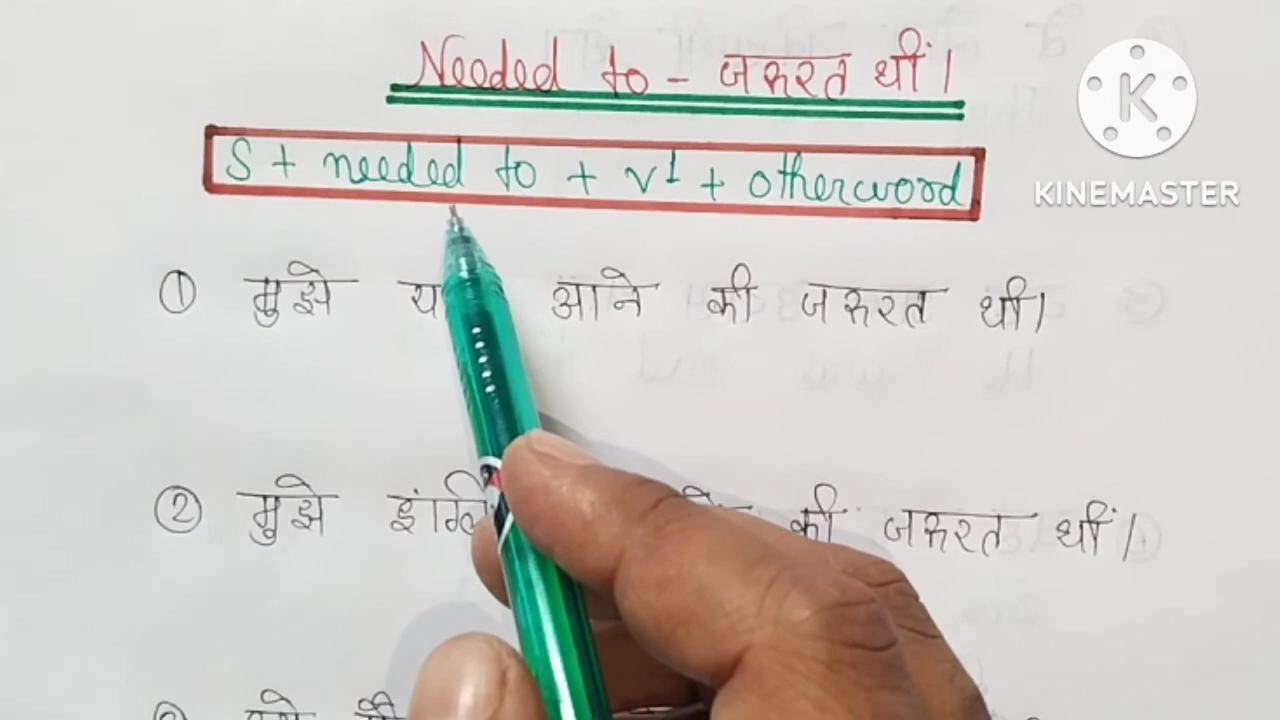 Needed to - जरूरत थीं।
S + needed to + v1 + otherword
① मुझे आने की जरूरत थी।
② मुझे की जरूरत थीं।
K
KINEMASTER